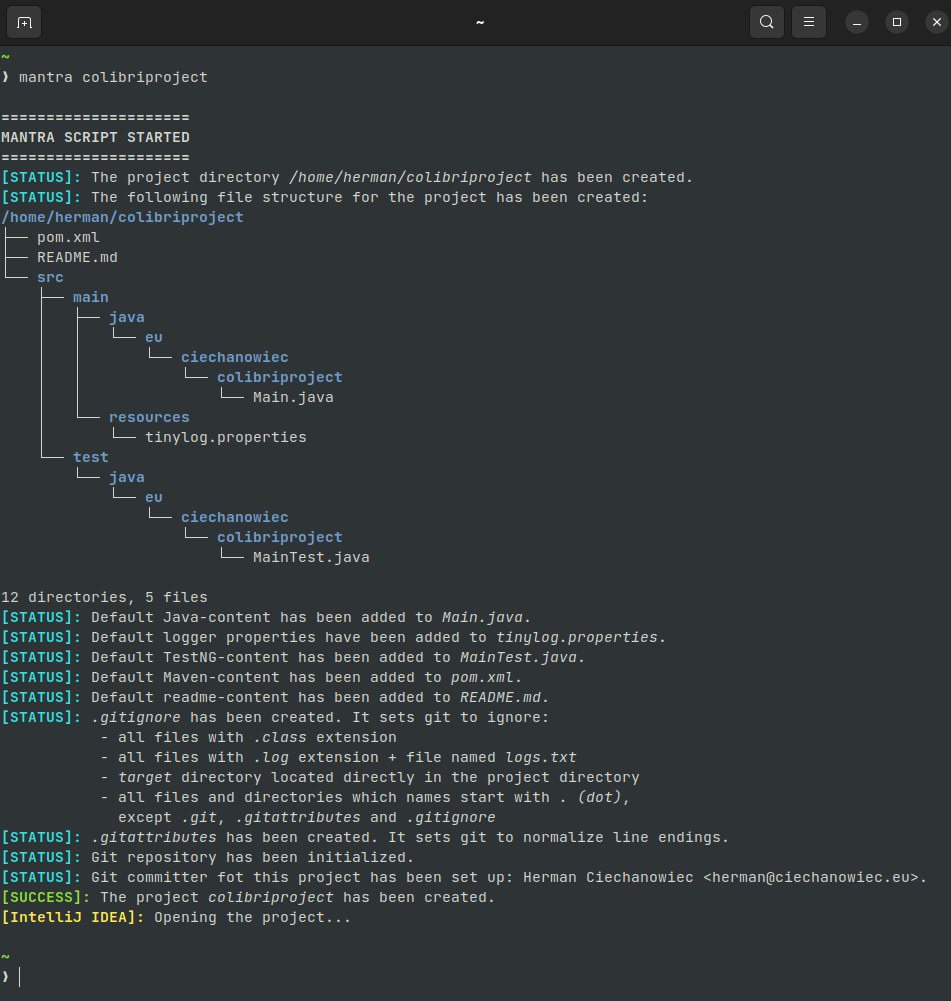 ~
~
❯ mantra colibriproject
=====================
MANTRA SCRIPT STARTED
=====================
[STATUS]: The project directory /home/herman/colibriproject has been created.
[STATUS]: The following file structure for the project has been created:
/home/herman/colibriproject
├── pom.xml
├── README.md
└── src
    ├── main
    │   ├── java
    │   │   └── eu
    │   │       └── ciechanowiec
    │   │           └── colibriproject
    │   │               └── Main.java
    │   └── resources
    │       └── tinylog.properties
    └── test
        └── java
            └── eu
                └── ciechanowiec
                    └── colibriproject
                        └── MainTest.java
12 directories, 5 files
[STATUS]: Default Java-content has been added to Main.java.
[STATUS]: Default logger properties have been added to tinylog.properties.
[STATUS]: Default TestNG-content has been added to MainTest.java.
[STATUS]: Default Maven-content has been added to pom.xml.
[STATUS]: Default readme-content has been added to README.md.
[STATUS]: .gitignore has been created. It sets git to ignore:
           - all files with .class extension
           - all files with .log extension + file named logs.txt
           - target directory located directly in the project directory
           - all files and directories which names start with . (dot),
             except .git, .gitattributes and .gitignore
[STATUS]: .gitattributes has been created. It sets git to normalize line endings.
[STATUS]: Git repository has been initialized.
[STATUS]: Git committer fot this project has been set up: Herman Ciechanowiec <herman@ciechanowiec.eu>.
[SUCCESS]: The project colibriproject has been created.
[IntelliJ IDEA]: Opening the project...
~
❯